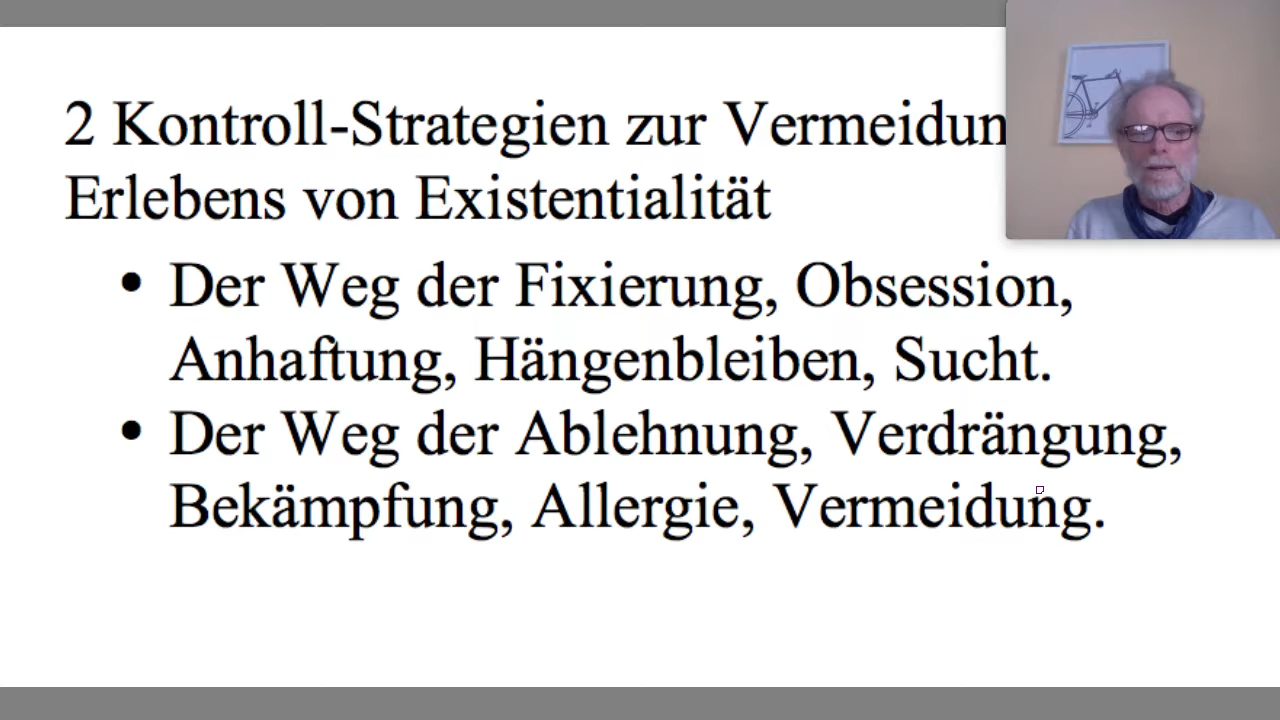 2 Kontroll-Strategien zur Vermeidun
Erlebens von Existentialität
• Der Weg der Fixierung, Obsession,
Anhaftung, Hängenbleiben, Sucht.
• Der Weg der Ablehnung, Verdrängung,
Bekämpfung, Allergie, Vermeidung.